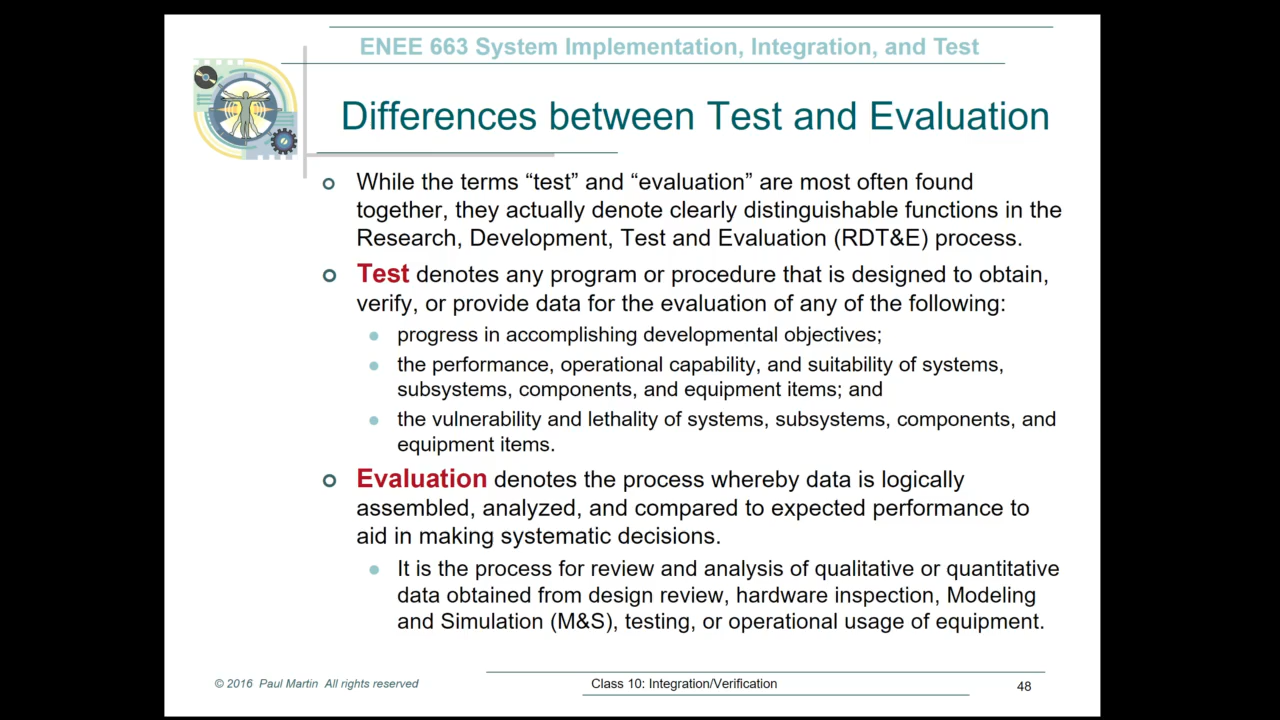 ENEE 663 System Implementation, Integration, and Test
Differences between Test and Evaluation
While the terms “test” and “evaluation” are most often found
together, they actually denote clearly distinguishable functions in the
Research, Development, Test and Evaluation (RDT&E) process.
Test denotes any program or procedure that is designed to obtain,
verify, or provide data for the evaluation of any of the following:
progress in accomplishing developmental objectives;
the performance, operational capability, and suitability of systems,
subsystems, components, and equipment items; and
the vulnerability and lethality of systems, subsystems, components, and
equipment items.
Evaluation denotes the process whereby data is logically
assembled, analyzed, and compared to expected performance to
aid in making systematic decisions.
It is the process for review and analysis of qualitative or quantitative
data obtained from design review, hardware inspection, Modeling
and Simulation (M&S), testing, or operational usage of equipment.
© 2016 Paul Martin All rights reserved
Class 10: Integration/Verification
48